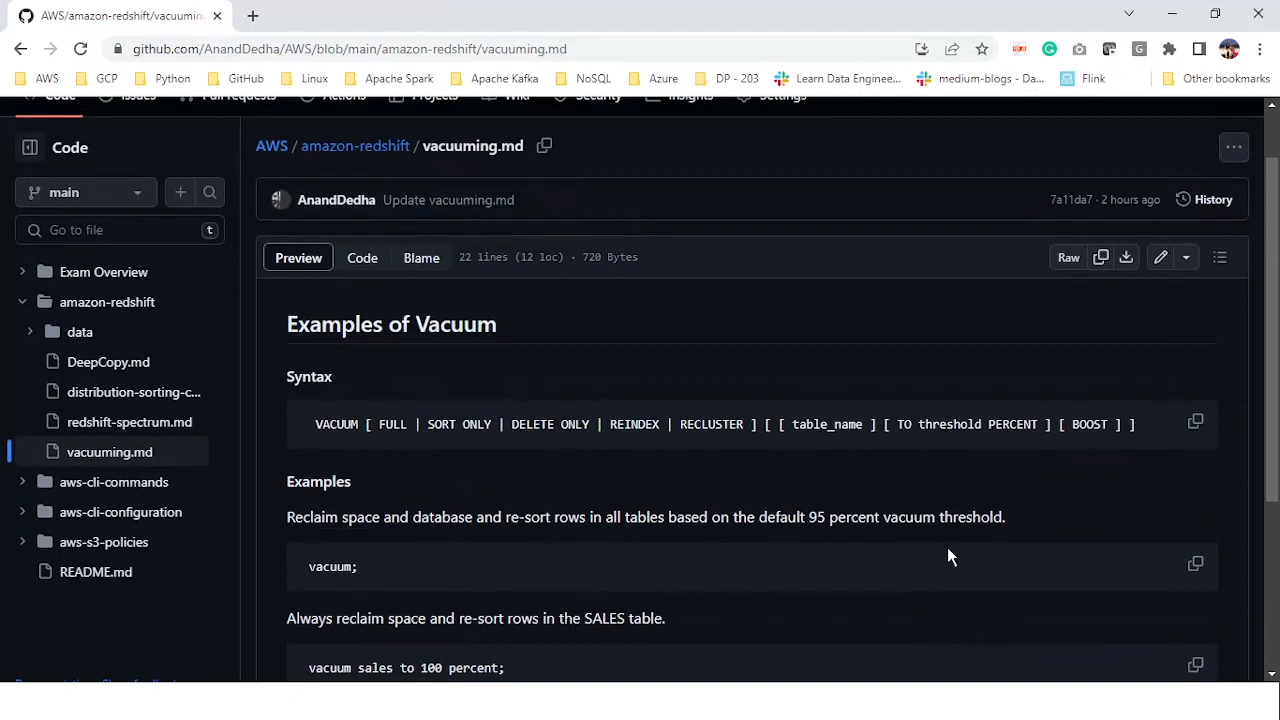 AWS/amazon-redshift/vacuuming
github.com/AnandDedha/AWS/blob/main/amazon-redshift/vacuuming.md
AWS GCP Python GitHub Linux Apache Spark Apache Kafka NoSQL Azure DP - 203 Learn Data Enginee... medium-blogs - Da... Flink Other bookmarks
Code Issues Pull requests Actions Projects Wiki Security Insights Settings
Code
AWS / amazon-redshift / vacuuming.md
main
AnandDedha Update vacuuming.md 7a11da7 · 2 hours ago History
Go to file t
Preview Code Blame 22 lines (12 loc) · 720 Bytes Raw
Exam Overview
amazon-redshift
data
DeepCopy.md
distribution-sorting-c...
redshift-spectrum.md
vacuuming.md
aws-cli-commands
aws-cli-configuration
aws-s3-policies
README.md
Examples of Vacuum
Syntax
VACUUM [ FULL | SORT ONLY | DELETE ONLY | REINDEX | RECLUSTER ] [ [ table_name ] [ TO threshold PERCENT ] [ BOOST ] ]
Examples
Reclaim space and database and re-sort rows in all tables based on the default 95 percent vacuum threshold.
vacuum;
Always reclaim space and re-sort rows in the SALES table.
vacuum sales to 100 percent;